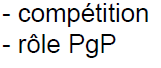 - compétition
- rôle PgP